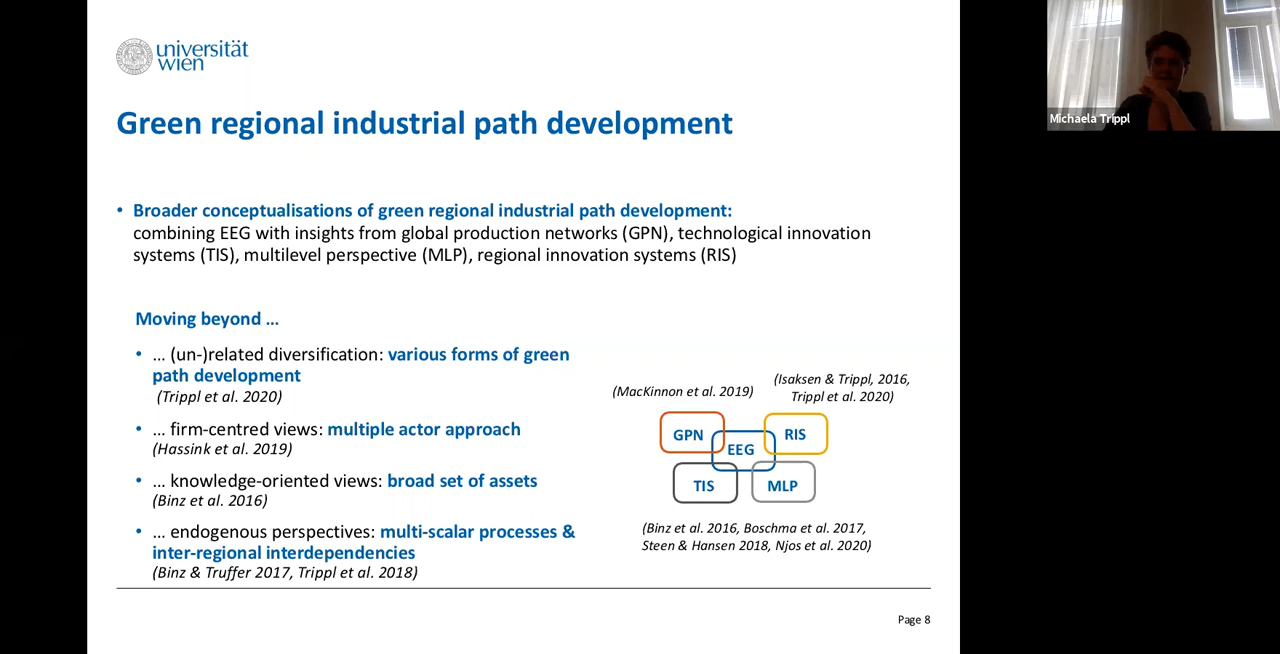 universität
wien
Green regional industrial path development
• Broader conceptualisations of green regional industrial path development:
combining EEG with insights from global production networks (GPN), technological innovation
systems (TIS), multilevel perspective (MLP), regional innovation systems (RIS)
Moving beyond …
• … (un-)related diversification: various forms of green
path development
(Trippl et al. 2020)
• … firm-centred views: multiple actor approach
(Hassink et al. 2019)
• … knowledge-oriented views: broad set of assets
(Binz et al. 2016)
• … endogenous perspectives: multi-scalar processes &
inter-regional interdependencies
(Binz & Truffer 2017, Trippl et al. 2018)
(MacKinnon et al. 2019)
(Isaksen & Trippl, 2016,
Trippl et al. 2020)
GPN
RIS
EEG
TIS
MLP
(Binz et al. 2016, Boschma et al. 2017,
Steen & Hansen 2018, Njos et al. 2020)
Page 8
Michaela Trippl